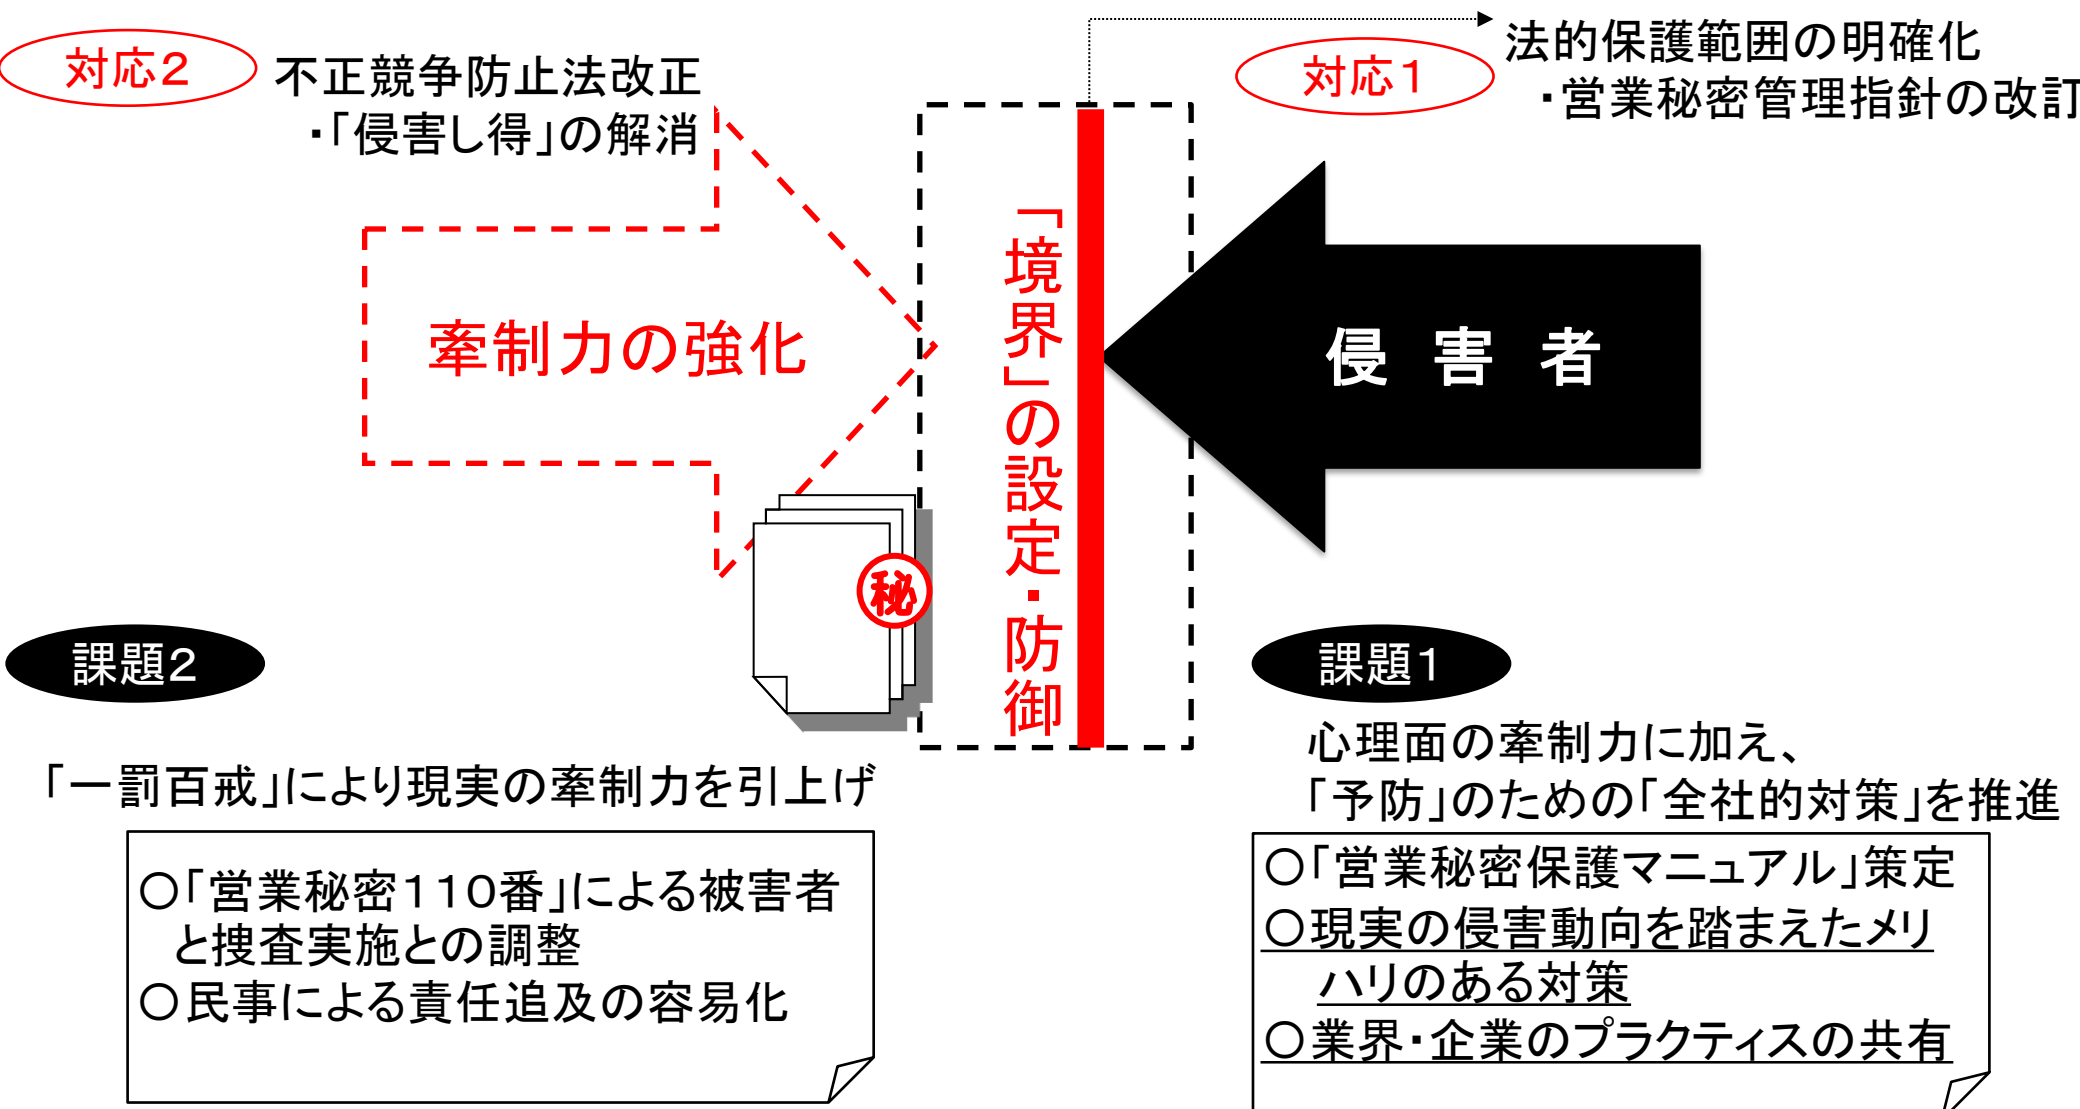 対応２
不正競争防止法改正
・「侵害し得」の解消
対応１
法的保護範囲の明確化
・営業秘密管理指針の改訂
牽制力の強化
「境界」の設定・防御
侵害者
秘
課題２
「一罰百戒」により現実の牽制力を引上げ
○「営業秘密１１０番」による被害者
と捜査実施との調整
○民事による責任追及の容易化
課題１
心理面の牽制力に加え、
「予防」のための「全社的対策」を推進
○「営業秘密保護マニュアル」策定
○現実の侵害動向を踏まえたメリ
ハリのある対策
○業界・企業のプラクティスの共有